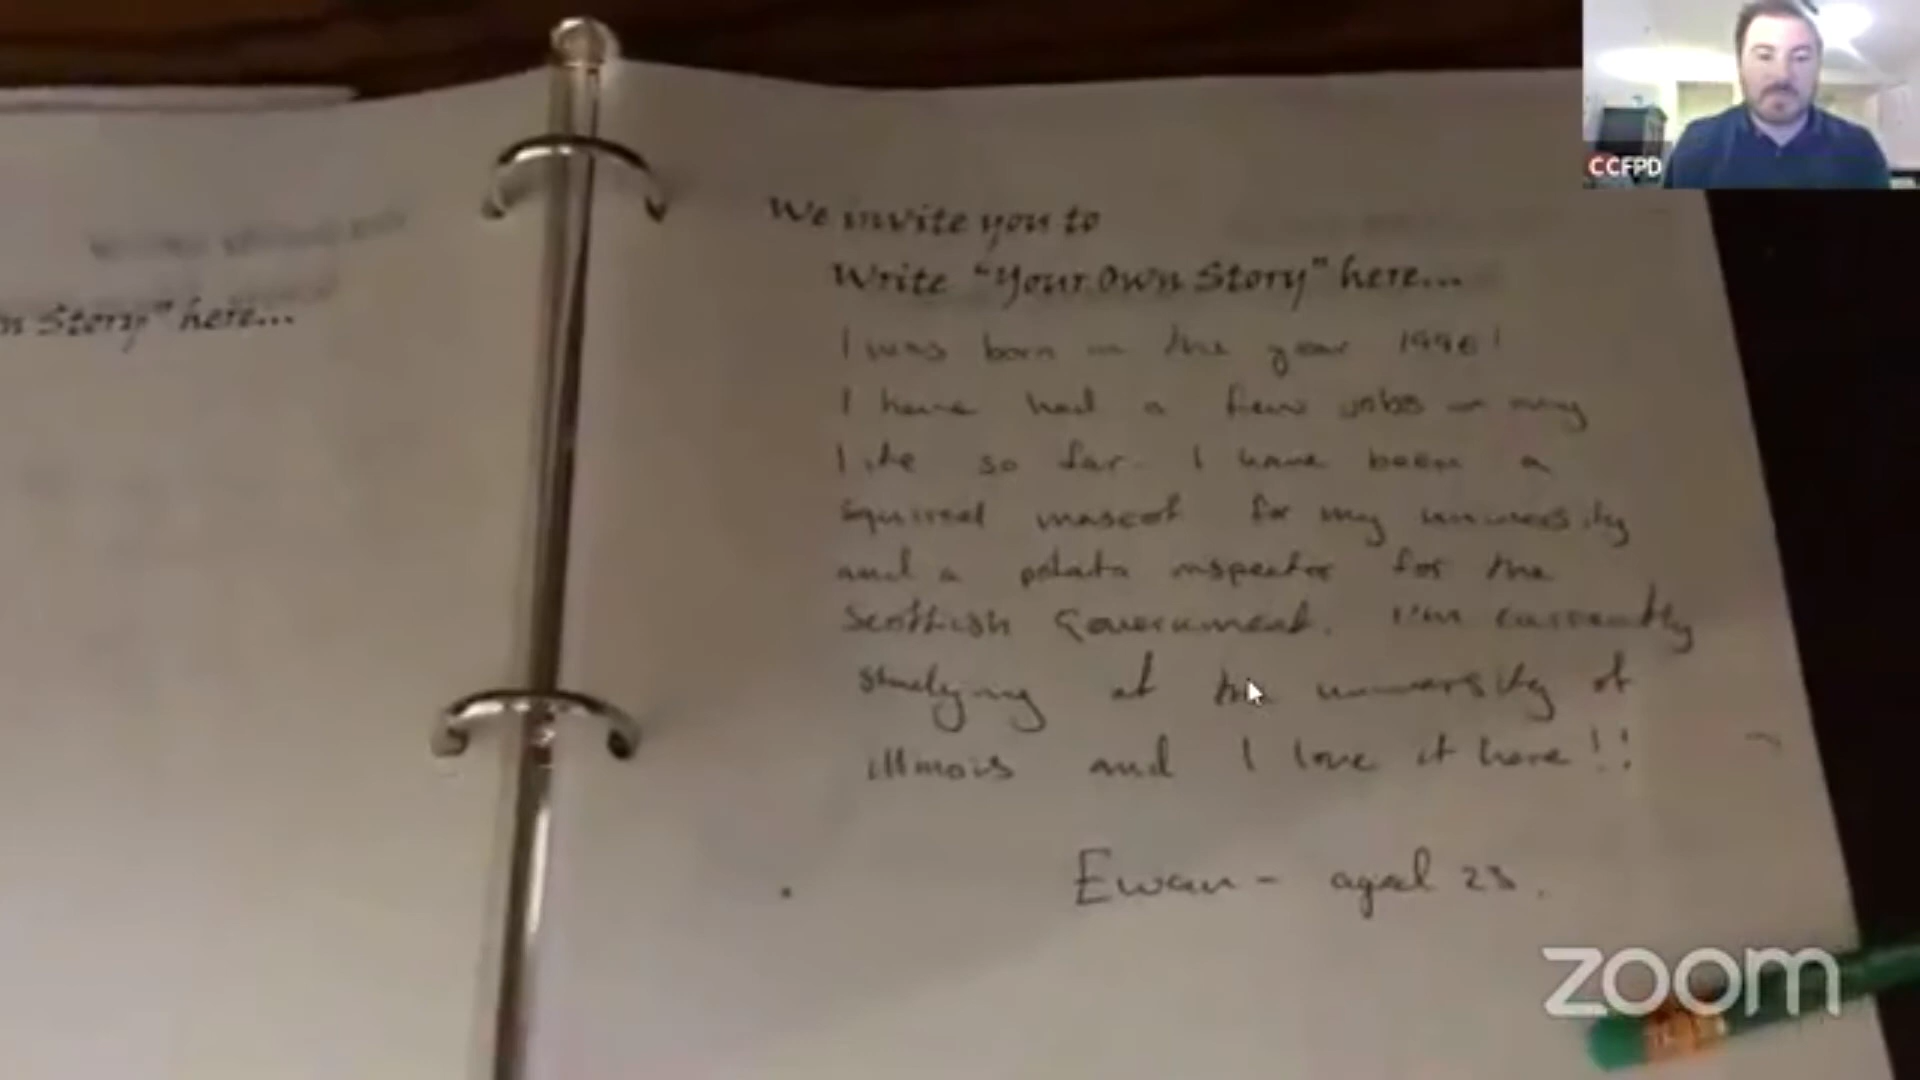 CCFPD
We invite you to
n Story" here...
Write "Your Own Story" here...
I was born in the year 1996!
I have had a few jobs in my
life so far. I have been a
squirrel mascot for my university
and a potato inspector for the
Scottish Government. I'm currently
studying at the university of
illinois and I love it here!!
Ewan - aged 23.
zoom